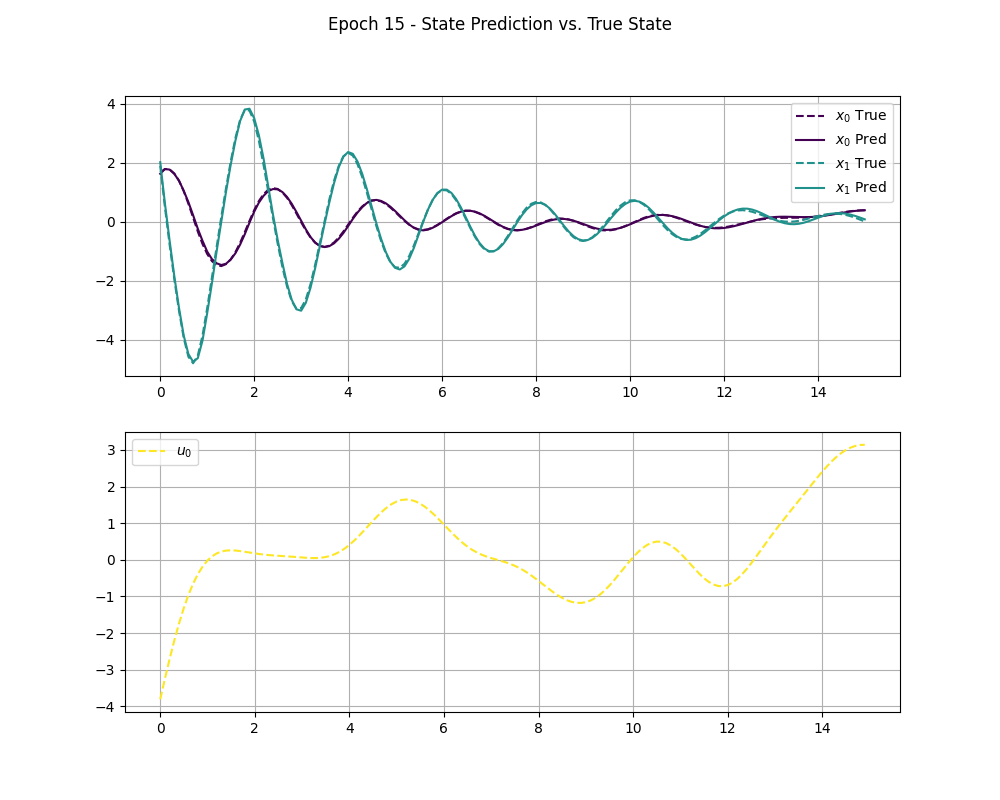 Epoch 15 - State Prediction vs. True State
4
2
0
−2
−4
x₀ True
x₀ Pred
x₁ True
x₁ Pred
0 2 4 6 8 10 12 14
3
2
1
0
−1
−2
−3
−4
u₀
0 2 4 6 8 10 12 14